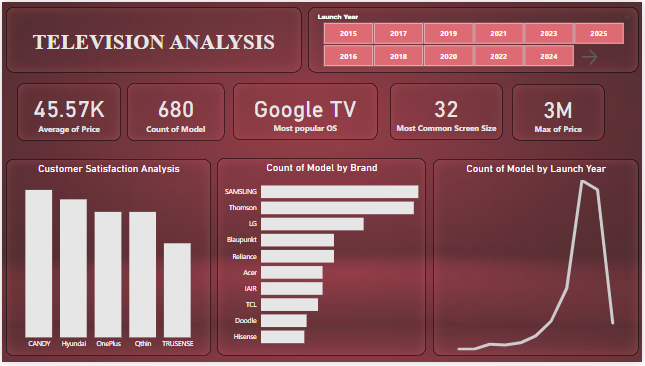 TELEVISION ANALYSIS
Launch Year
2015 2017 2019 2021 2023 2025
2016 2018 2020 2022 2024
45.57K
Average of Price
680
Count of Model
Google TV
Most popular OS
32
Most Common Screen Size
3M
Max of Price
Customer Satisfaction Analysis
CANDY Hyundai OnePlus Qthin TRUSENSE
Count of Model by Brand
SAMSUNG
Thomson
LG
Blaupunkt
Reliance
Acer
IAIR
TCL
Doodle
Hisense
Count of Model by Launch Year